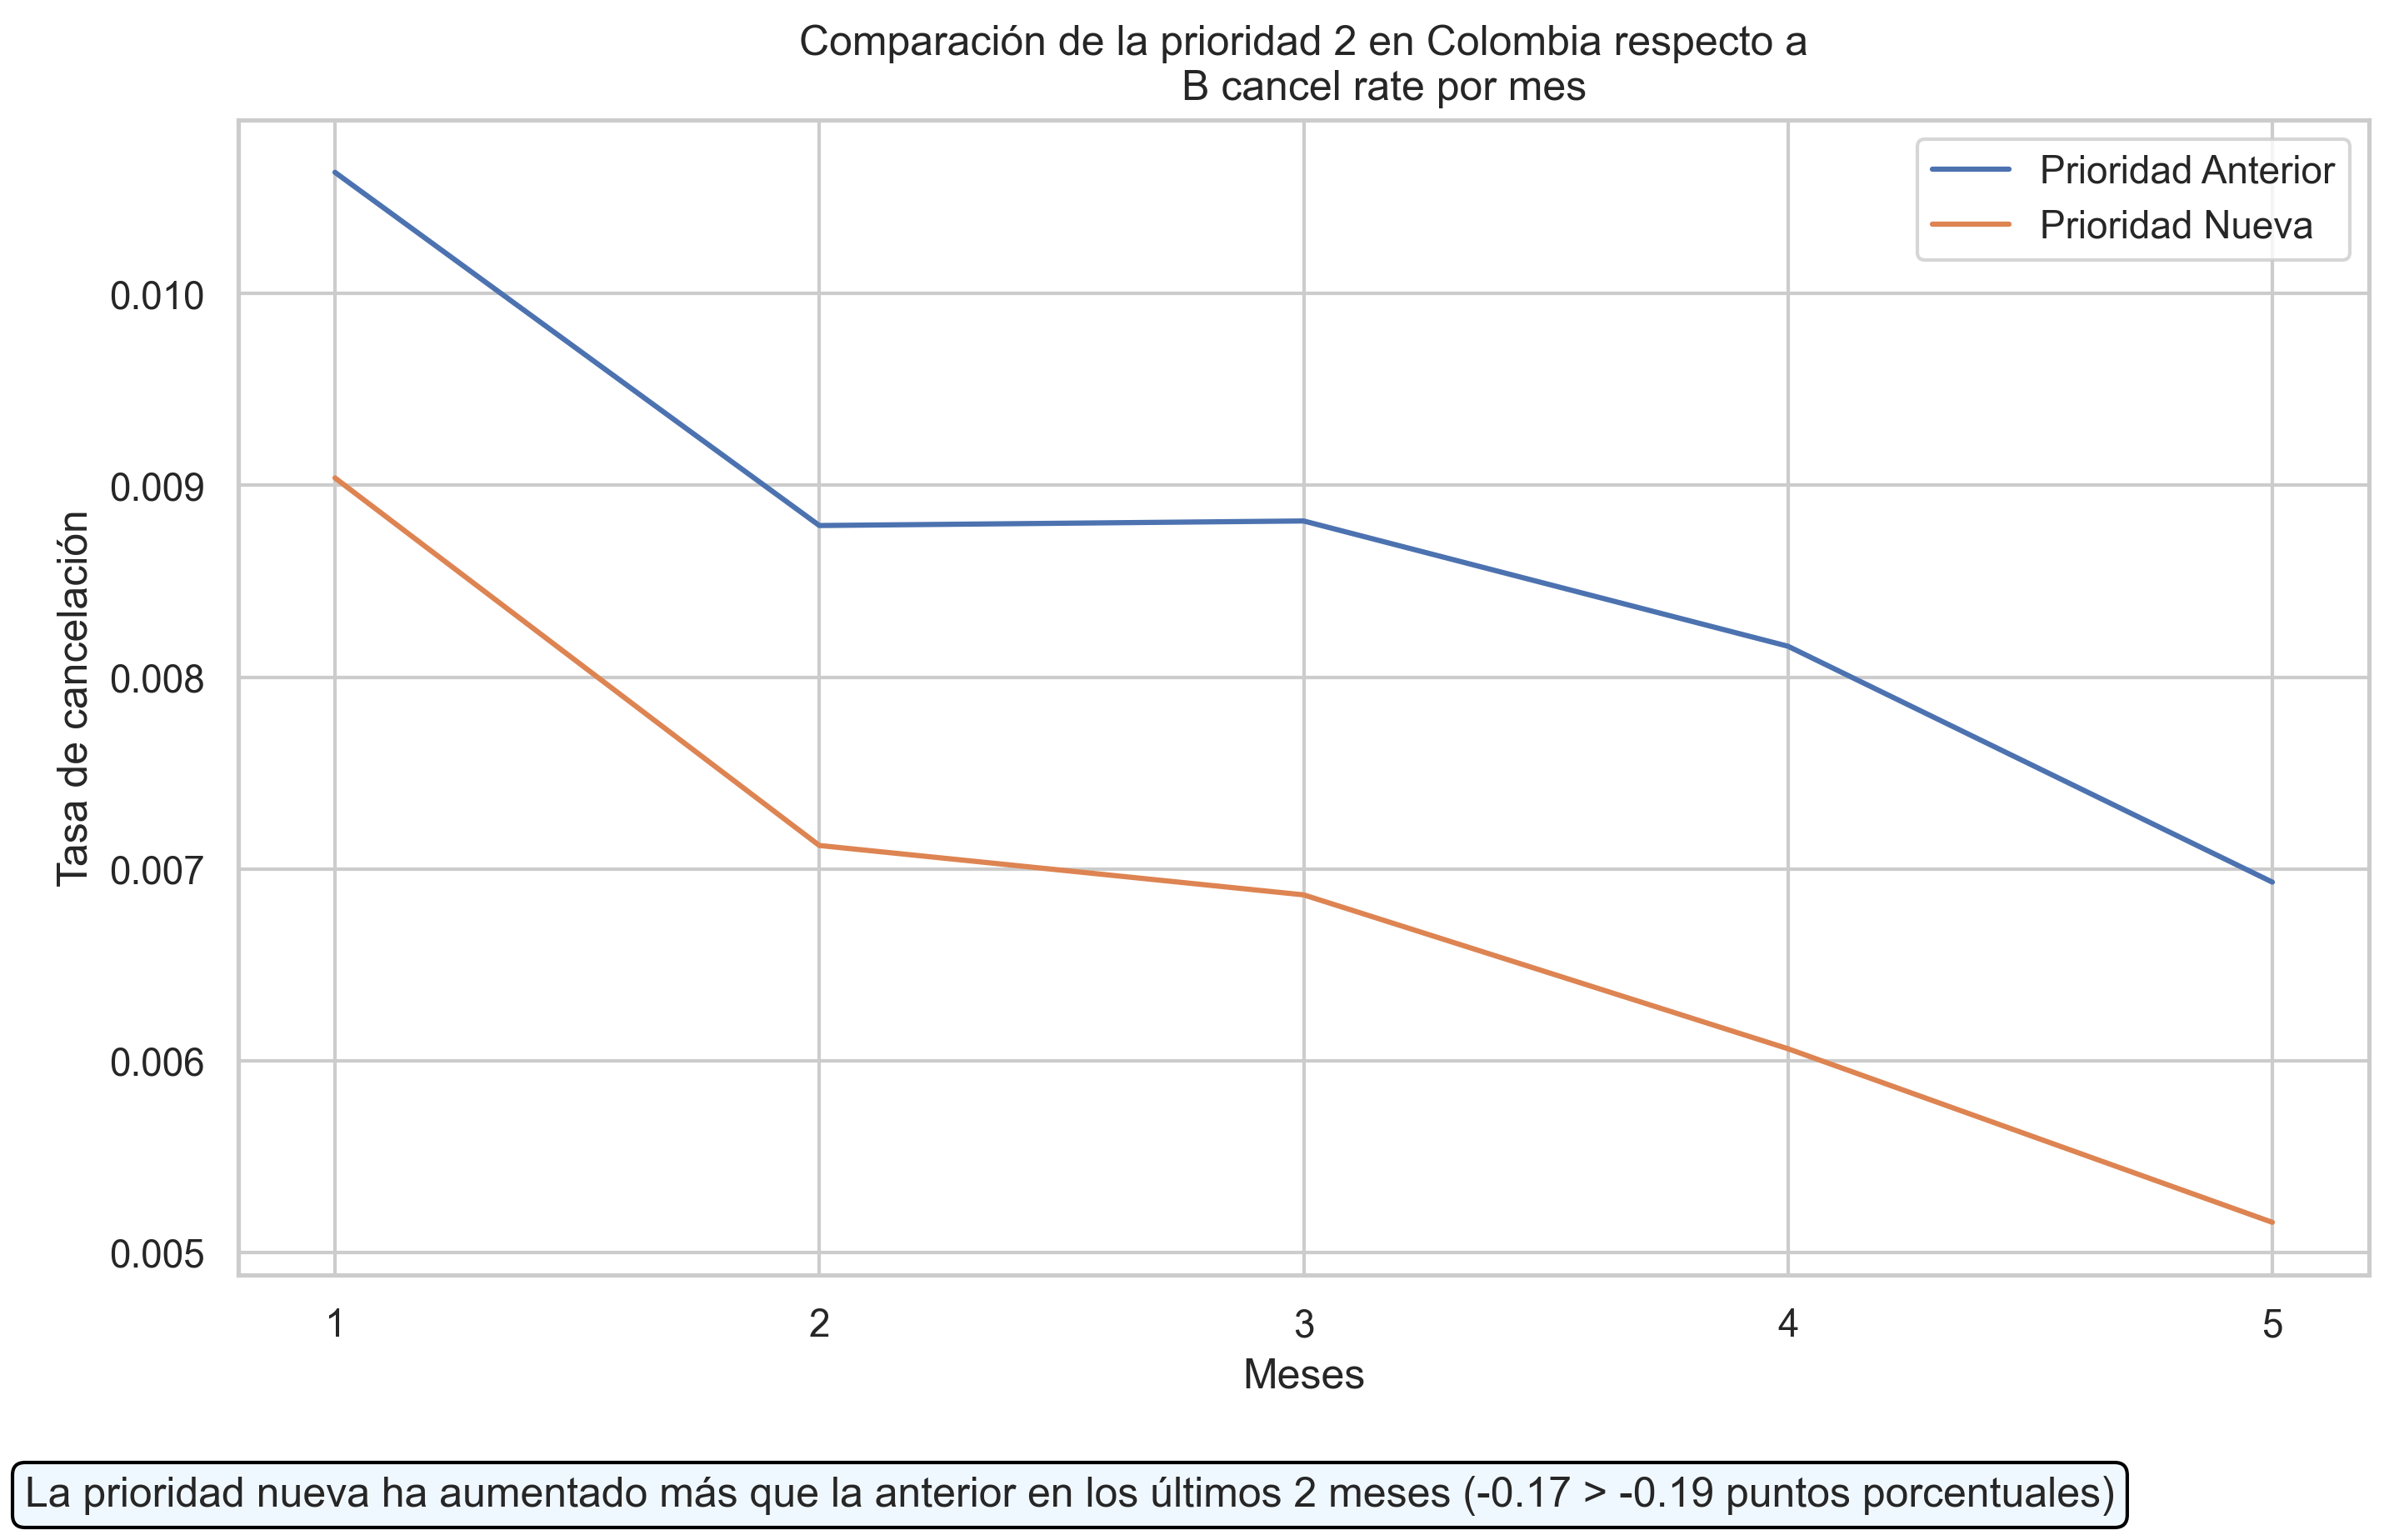 Comparación de la prioridad 2 en Colombia respecto a
B cancel rate por mes
Prioridad Anterior
Prioridad Nueva
Tasa de cancelación
0.010
0.009
0.008
0.007
0.006
0.005
1 2 3 4 5
Meses
La prioridad nueva ha aumentado más que la anterior en los últimos 2 meses (-0.17 > -0.19 puntos porcentuales)